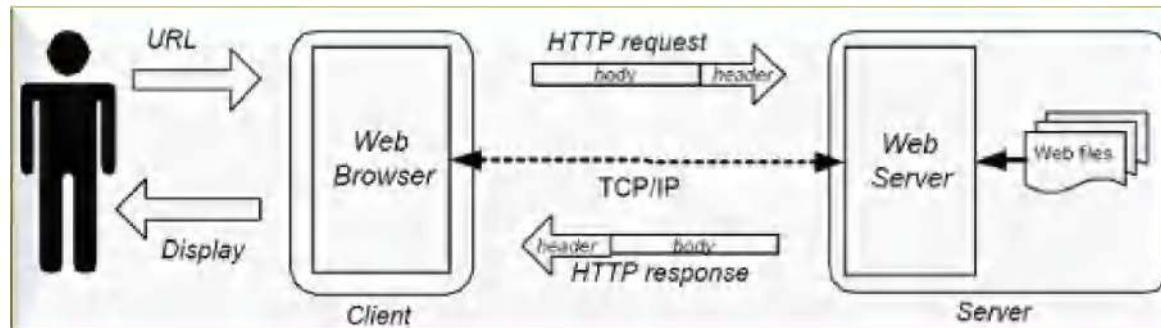 URL
HTTP request
body header
Web
Browser
TCP/IP
Web
Server
Web files
Display
header body
HTTP response
Client
Server